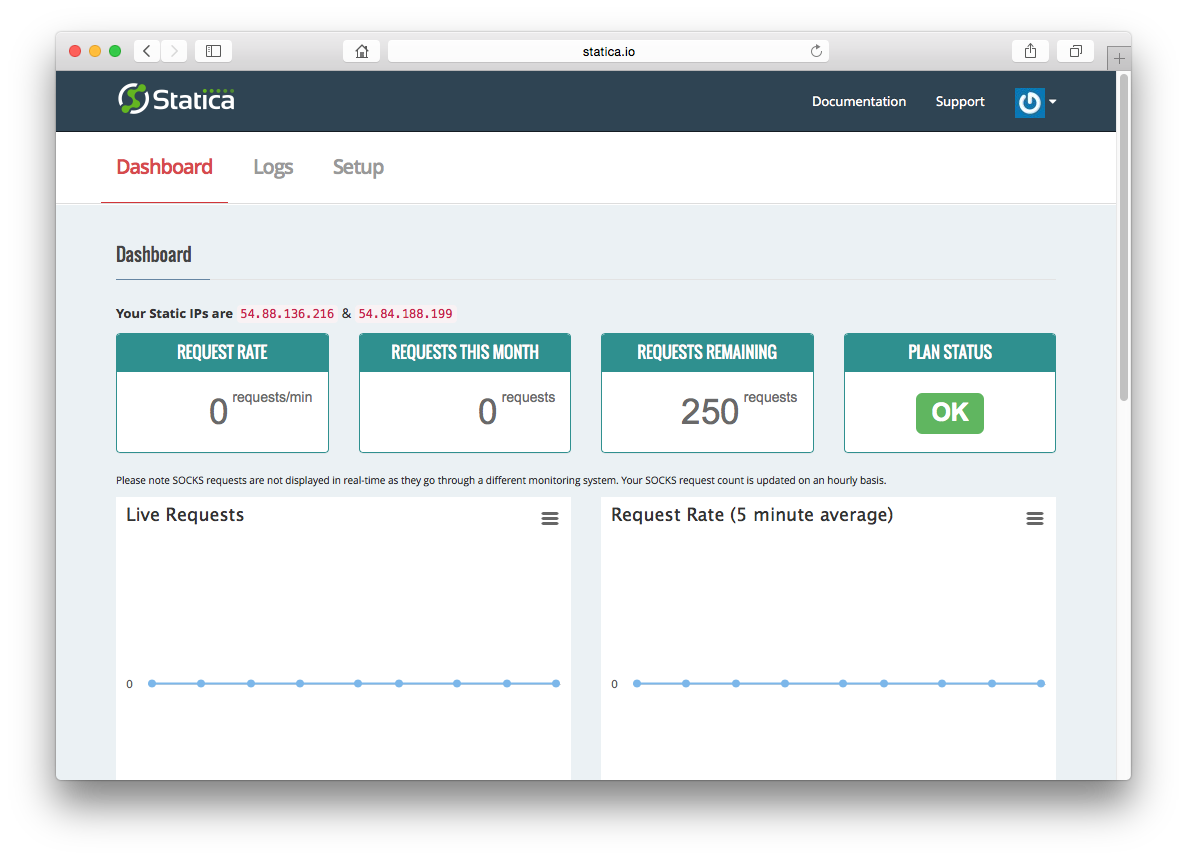 statica.io
Statica
Documentation Support
Dashboard Logs Setup
Dashboard
Your Static IPs are 54.88.136.216 & 54.84.188.199
REQUEST RATE
0 requests/min
REQUESTS THIS MONTH
0 requests
REQUESTS REMAINING
250 requests
PLAN STATUS
OK
Please note SOCKS requests are not displayed in real-time as they go through a different monitoring system. Your SOCKS request count is updated on an hourly basis.
Live Requests
0
Request Rate (5 minute average)
0